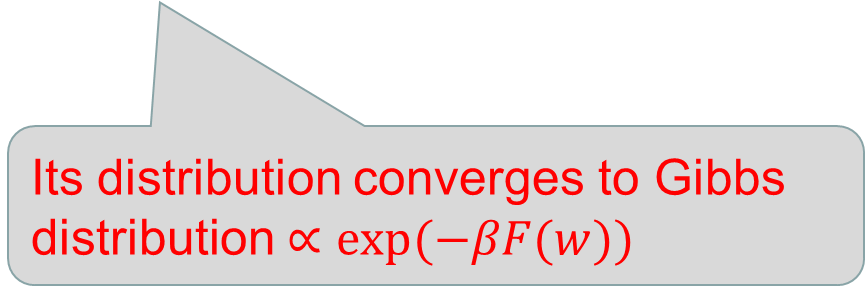 Its distribution converges to Gibbs
distribution ∝ exp(−𝛽𝐹(𝑤))